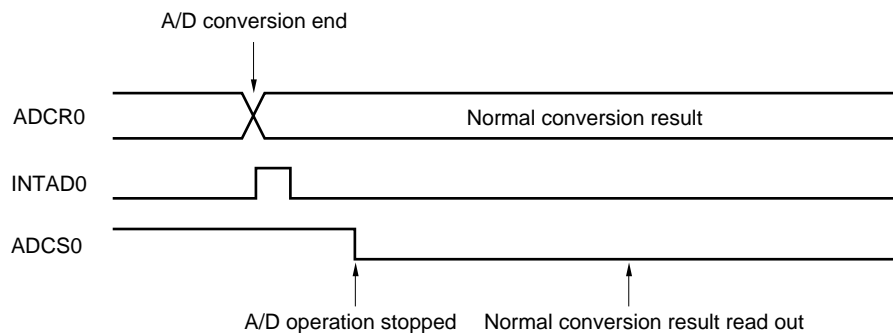 A/D conversion end
ADCR0
Normal conversion result
INTAD0
ADCS0
A/D operation stopped
Normal conversion result read out